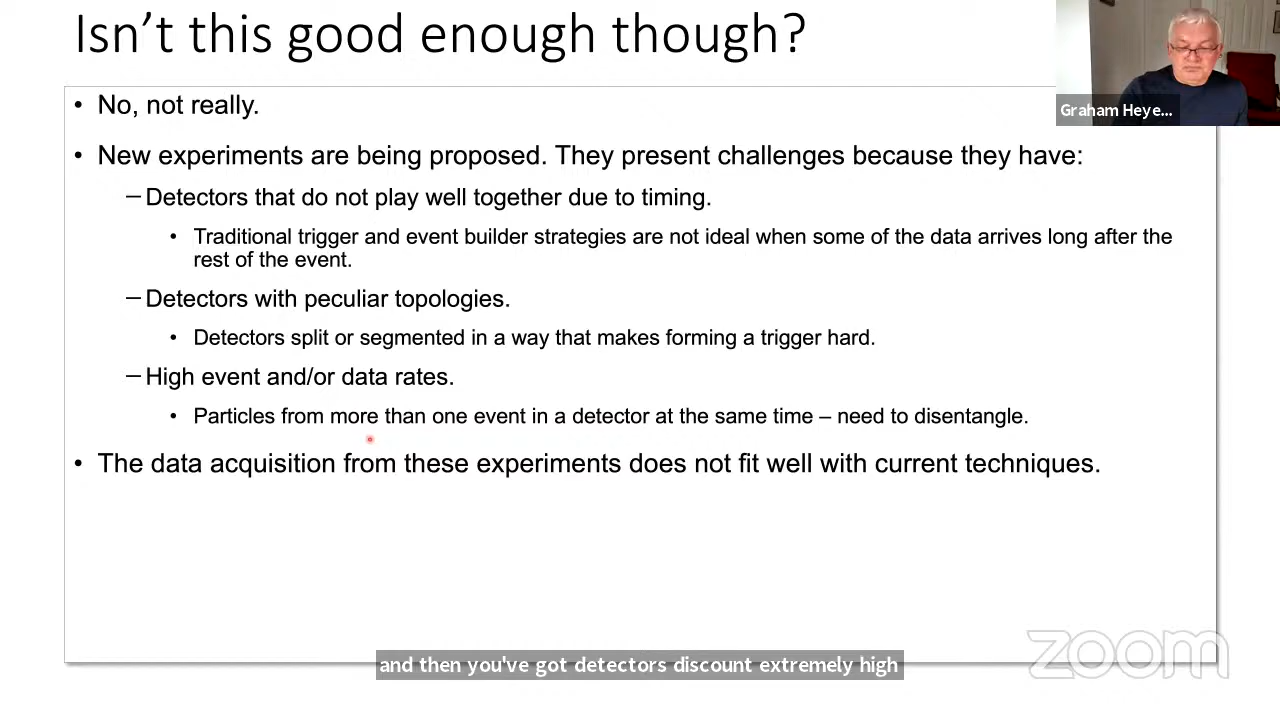 Isn't this good enough though?
Graham Heye...
• No, not really.
• New experiments are being proposed. They present challenges because they have:
– Detectors that do not play well together due to timing.
• Traditional trigger and event builder strategies are not ideal when some of the data arrives long after the
rest of the event.
– Detectors with peculiar topologies.
• Detectors split or segmented in a way that makes forming a trigger hard.
– High event and/or data rates.
• Particles from more than one event in a detector at the same time – need to disentangle.
• The data acquisition from these experiments does not fit well with current techniques.
zoom
and then you've got detectors discount extremely high